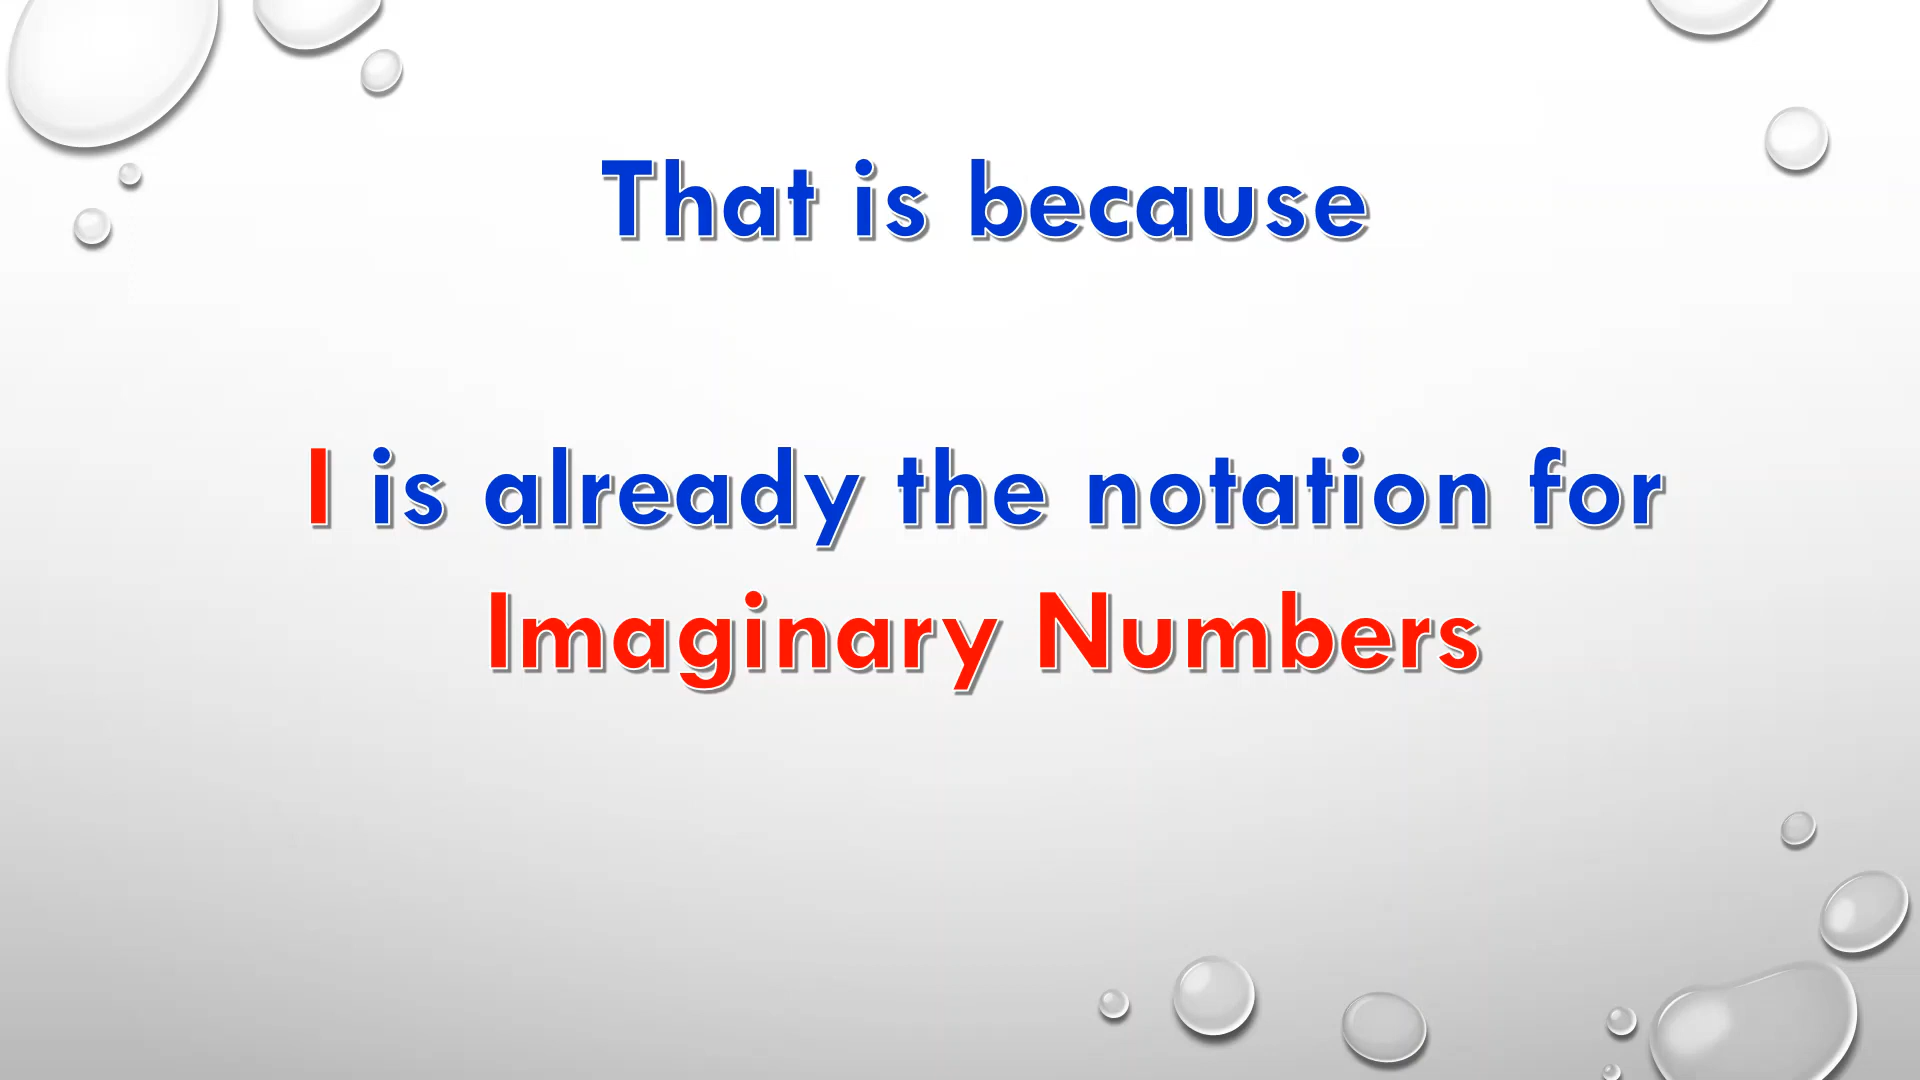 That is because
I is already the notation for
Imaginary Numbers